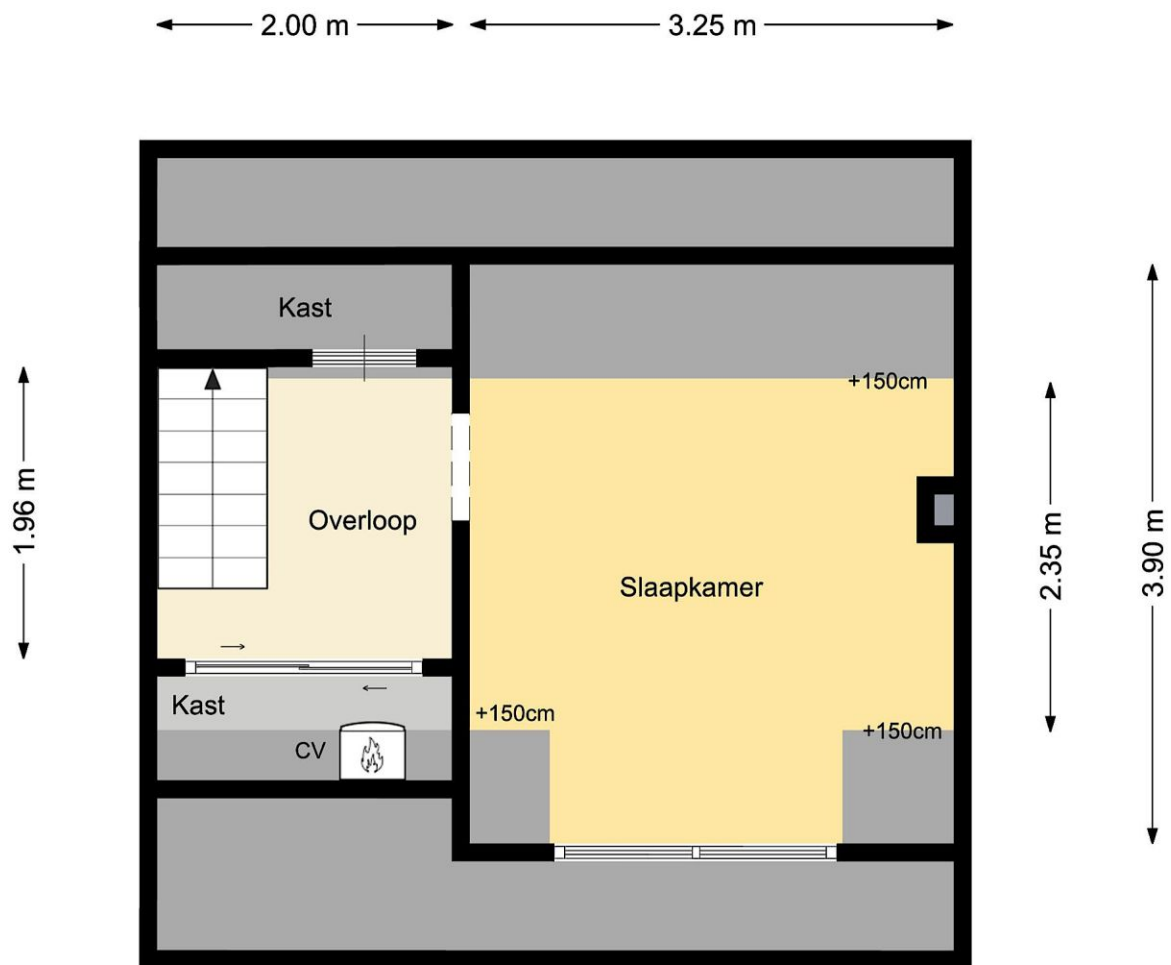 2.00 m
3.25 m
Kast
+150cm
1.96 m
Overloop
2.35 m
3.90 m
Slaapkamer
Kast
+150cm
+150cm
CV